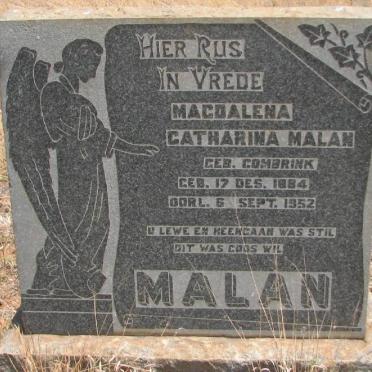 HIER RUS
IN VREDE
MAGDALENA
CATHARINA MALAN
GEB. COMBRINK
GEB. 17 DES. 1884
OORL. 6 SEPT. 1952
U LEWE EN HEENGAAN WAS STIL
DIT WAS GODS WIL
MALAN